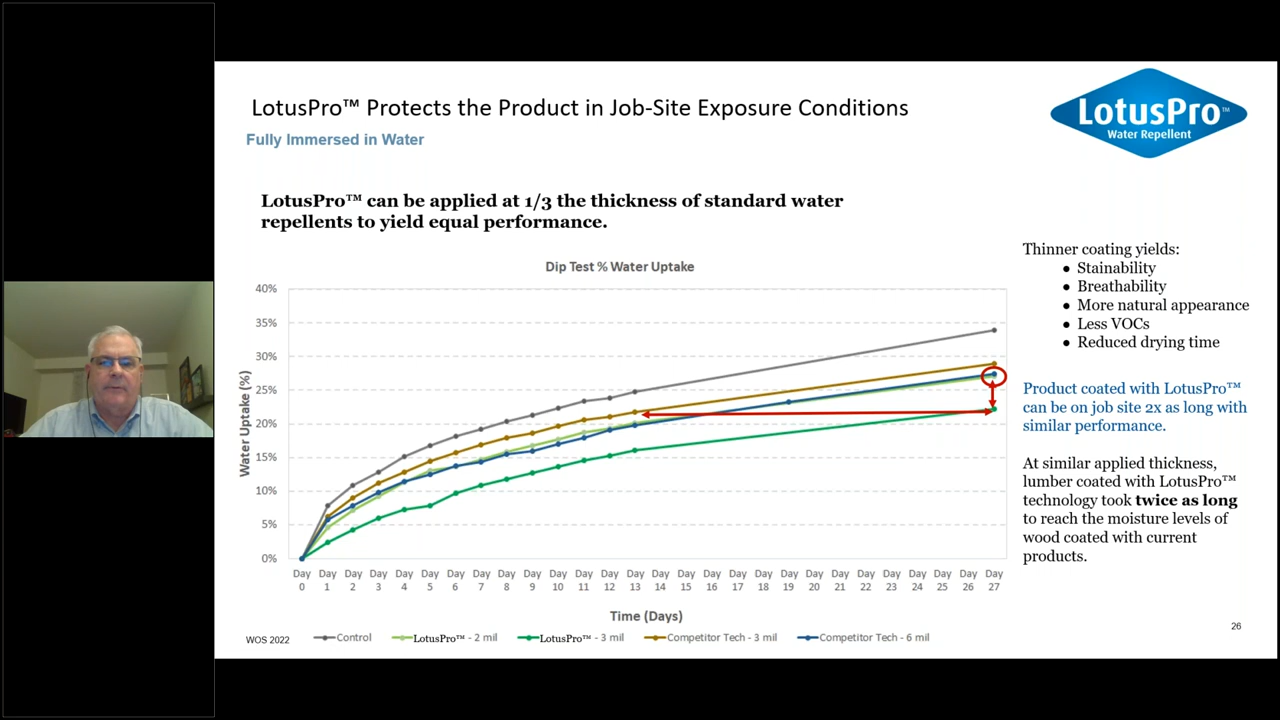 LotusPro™ Protects the Product in Job-Site Exposure Conditions
LotusPro™
Water Repellent
Fully Immersed in Water
LotusPro™ can be applied at 1/3 the thickness of standard water
repellents to yield equal performance.
Dip Test % Water Uptake
Water Uptake (%)
40%
35%
30%
25%
20%
15%
10%
5%
0%
Day Day Day Day Day Day Day Day Day Day Day Day Day Day Day Day Day Day Day Day Day Day Day Day Day Day Day Day
0 1 2 3 4 5 6 7 8 9 10 11 12 13 14 15 16 17 18 19 20 21 22 23 24 25 26 27
Time (Days)
Control LotusPro™ - 2 mil LotusPro™ - 3 mil Competitor Tech - 3 mil Competitor Tech - 6 mil
Thinner coating yields:
● Stainability
● Breathability
● More natural appearance
● Less VOCs
● Reduced drying time
Product coated with LotusPro™
can be on job site 2x as long with
similar performance.
At similar applied thickness,
lumber coated with LotusPro™
technology took twice as long
to reach the moisture levels of
wood coated with current
products.
WOS 2022
26